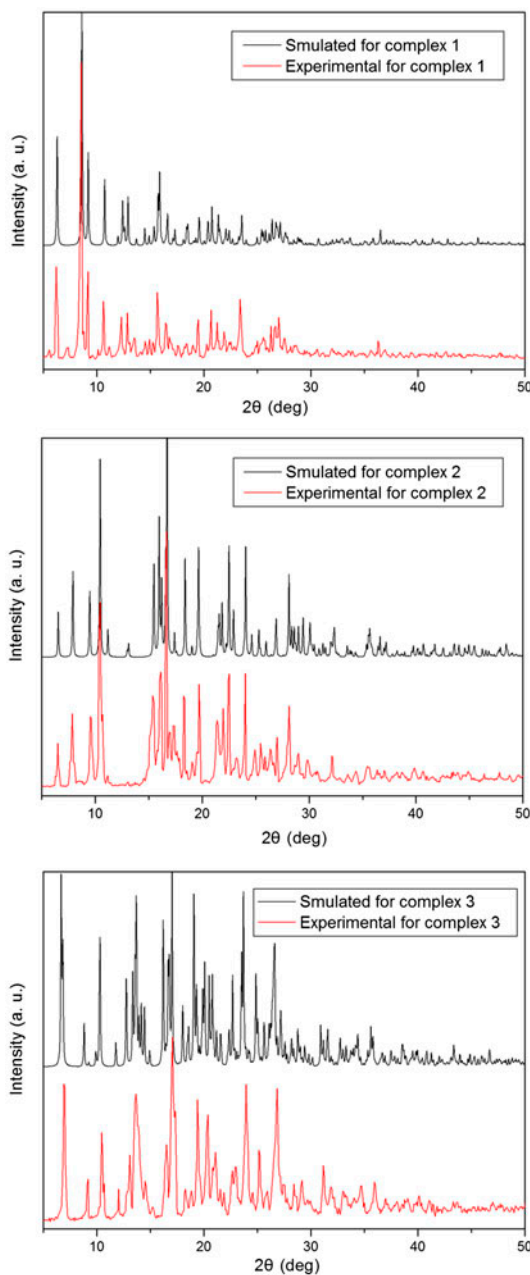 Smulated for complex 1
Experimental for complex 1
Intensity (a. u.)
10 20 30 40 50
2θ (deg)
Smulated for complex 2
Experimental for complex 2
Intensity (a. u.)
10 20 30 40 50
2θ (deg)
Smulated for complex 3
Experimental for complex 3
Intensity (a. u.)
10 20 30 40 50
2θ (deg)